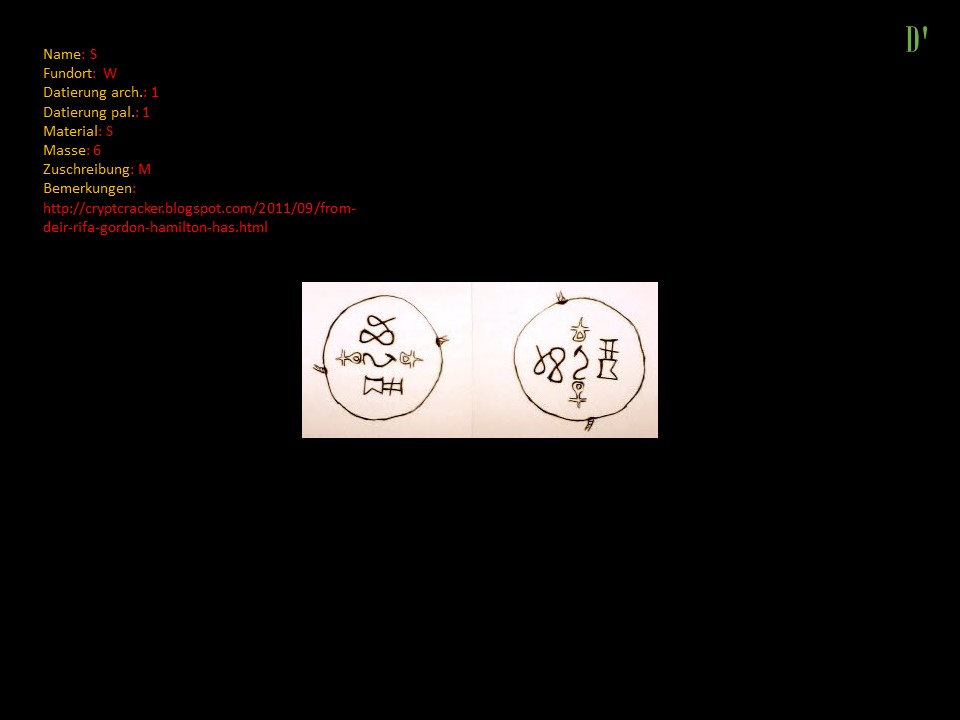 D'
Name: S
Fundort: W
Datierung arch.: 1
Datierung pal.: 1
Material: S
Masse: 6
Zuschreibung: M
Bemerkungen:
http://cryptcracker.blogspot.com/2011/09/from-
deir-rifa-gordon-hamilton-has.html